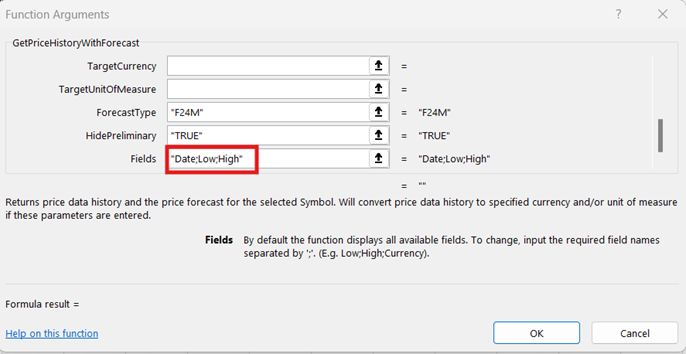 Function Arguments ? ×
GetPriceHistoryWithForecast
TargetCurrency =
TargetUnitOfMeasure =
ForecastType "F24M" = "F24M"
HidePreliminary "TRUE" = "TRUE"
Fields "Date;Low;High" = "Date;Low;High"
= ""
Returns price data history and the price forecast for the selected Symbol. Will convert price data history to specified currency and/or unit of measure
if these parameters are entered.
Fields By default the function displays all available fields. To change, input the required field names
separated by ';'. (E.g. Low;High;Currency).
Formula result =
Help on this function OK Cancel